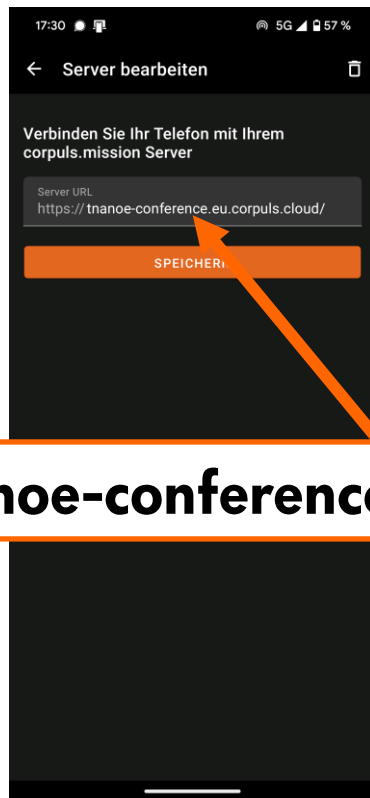 17:30 5G 57 %
Server bearbeiten
Verbinden Sie Ihr Telefon mit Ihrem
corpuls.mission Server
Server URL
https://tnanoe-conference.eu.corpuls.cloud/
SPEICHERN
noe-conference